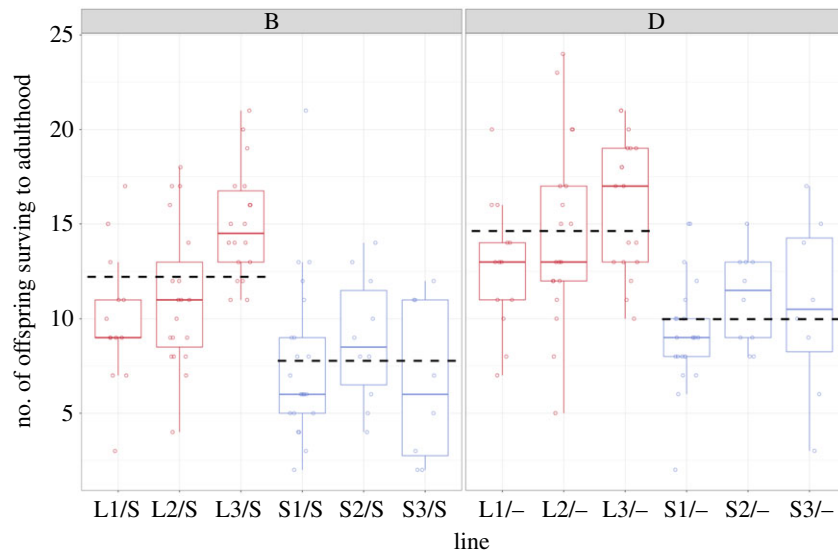 B D
25
20
15
10
5
no. of offspring surving to adulthood
L1/S L2/S L3/S S1/S S2/S S3/S L1/– L2/– L3/– S1/– S2/– S3/–
line